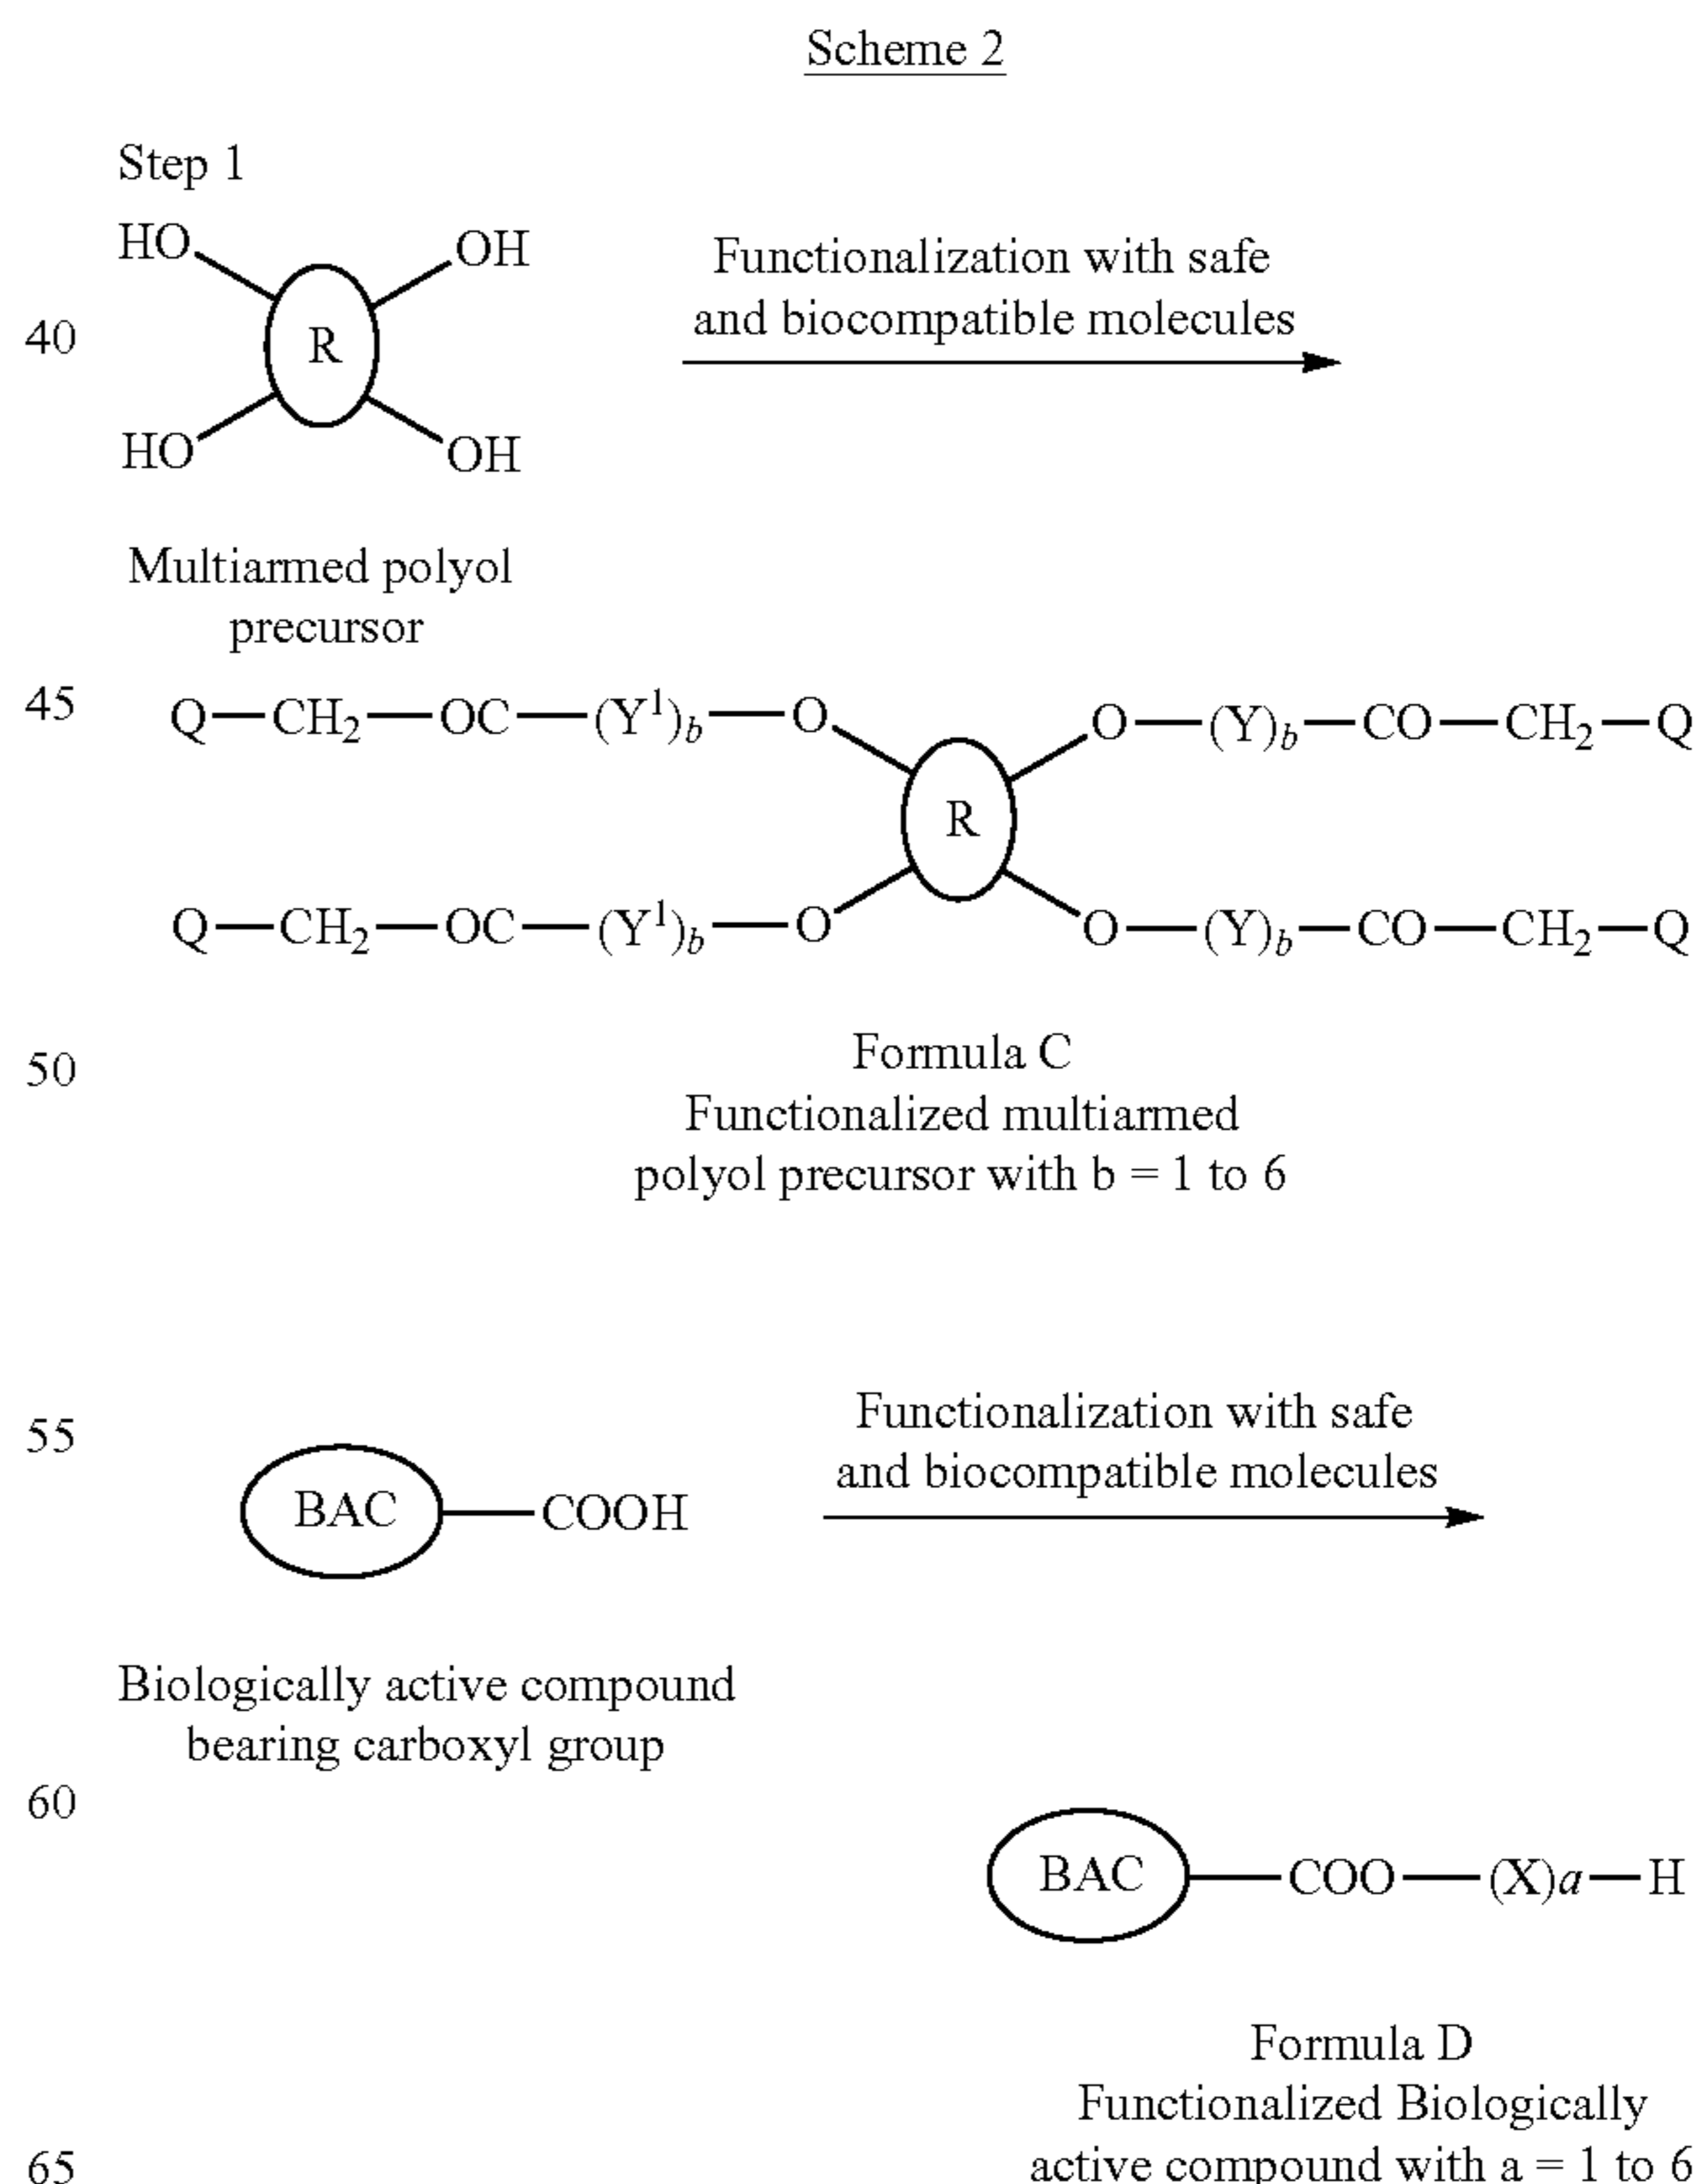 Scheme 2
Step 1
HO OH
40 R
HO OH
Multiarmed polyol
precursor
45 Q—CH₂—OC—(Y¹)b—O O—(Y)b—CO—CH₂—Q
R
Q—CH₂—OC—(Y¹)b—O O—(Y)b—CO—CH₂—Q
Functionalization with safe
and biocompatible molecules
50 Formula C
Functionalized multiarmed
polyol precursor with b = 1 to 6
55 Functionalization with safe
and biocompatible molecules
BAC—COOH
Biologically active compound
bearing carboxyl group
60
BAC—COO—(X)a—H
Formula D
Functionalized Biologically
65 active compound with a = 1 to 6